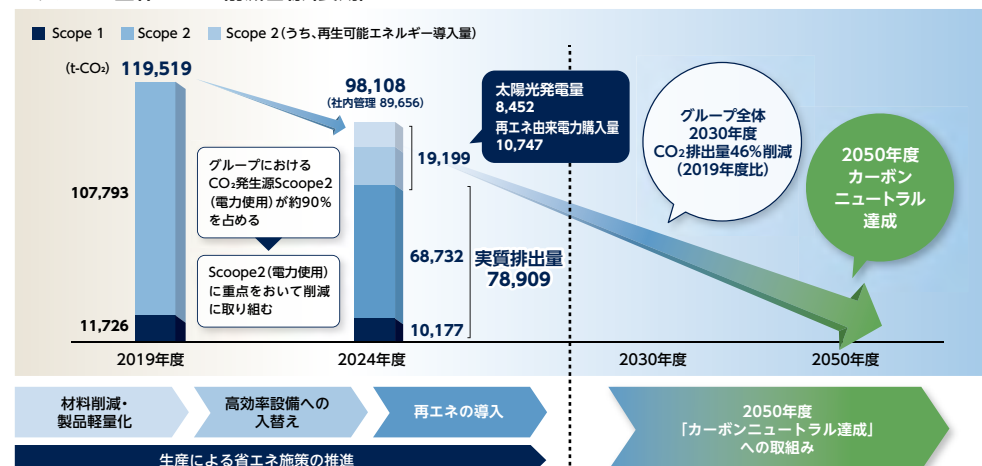 Scope 1
Scope 2
Scope 2（うち、再生可能エネルギー導入量）
(t-CO₂)
119,519
98,108
（社内管理 89,656）
太陽光発電量
8,452
再エネ由来電力購入量
10,747
19,199
グループにおける
CO₂発生源Scoope2
（電力使用）が約90%
を占める
Scoope2（電力使用）
に重点をおいて削減
に取り組む
107,793
11,726
68,732
10,177
実質排出量
78,909
グループ全体
2030年度
CO₂排出量46%削減
（2019年度比）
2050年度
カーボン
ニュートラル
達成
2019年度
2024年度
2030年度
2050年度
材料削減・
製品軽量化
高効率設備への
入替え
再エネの導入
2050年度
「カーボンニュートラル達成」
への取組み
生産による省エネ施策の推進